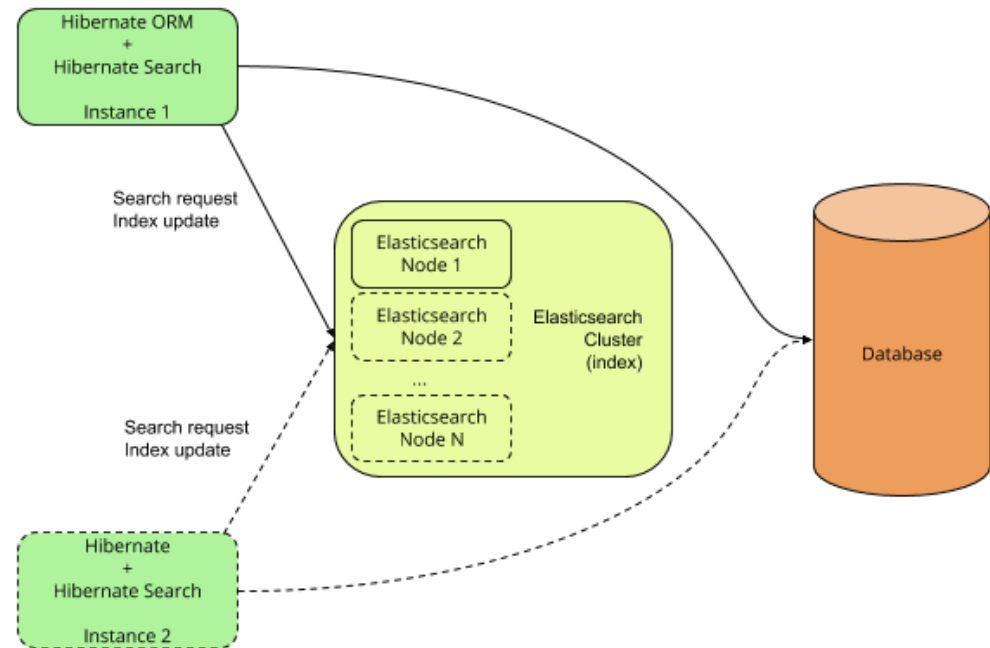 Hibernate ORM
+
Hibernate Search
Instance 1
Search request
Index update
Elasticsearch
Node 1
Elasticsearch
Node 2
...
Elasticsearch
Node N
Elasticsearch
Cluster
(index)
Database
Search request
Index update
Hibernate
+
Hibernate Search
Instance 2